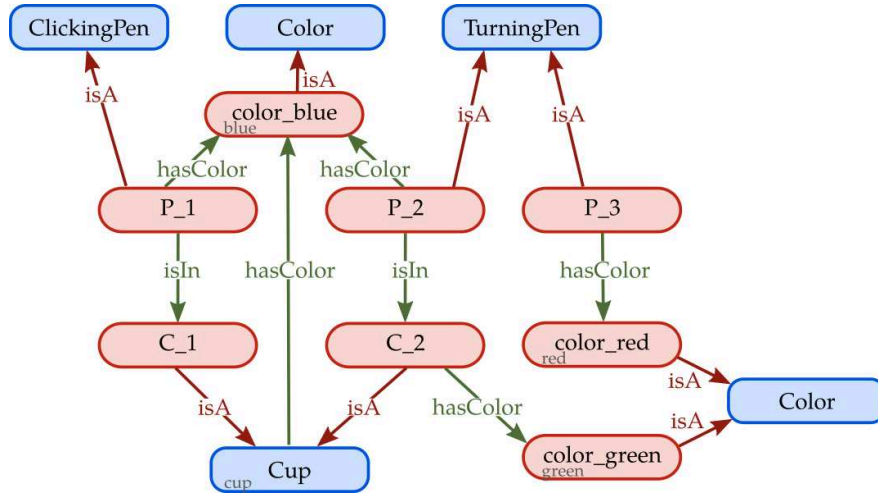 ClickingPen
Color
TurningPen
isA
isA
isA
isA
color_blue
blue
hasColor
hasColor
P_1
P_2
P_3
isIn
hasColor
isIn
hasColor
C_1
C_2
color_red
red
isA
isA
isA
hasColor
isA
Color
Cup
cup
color_green
green